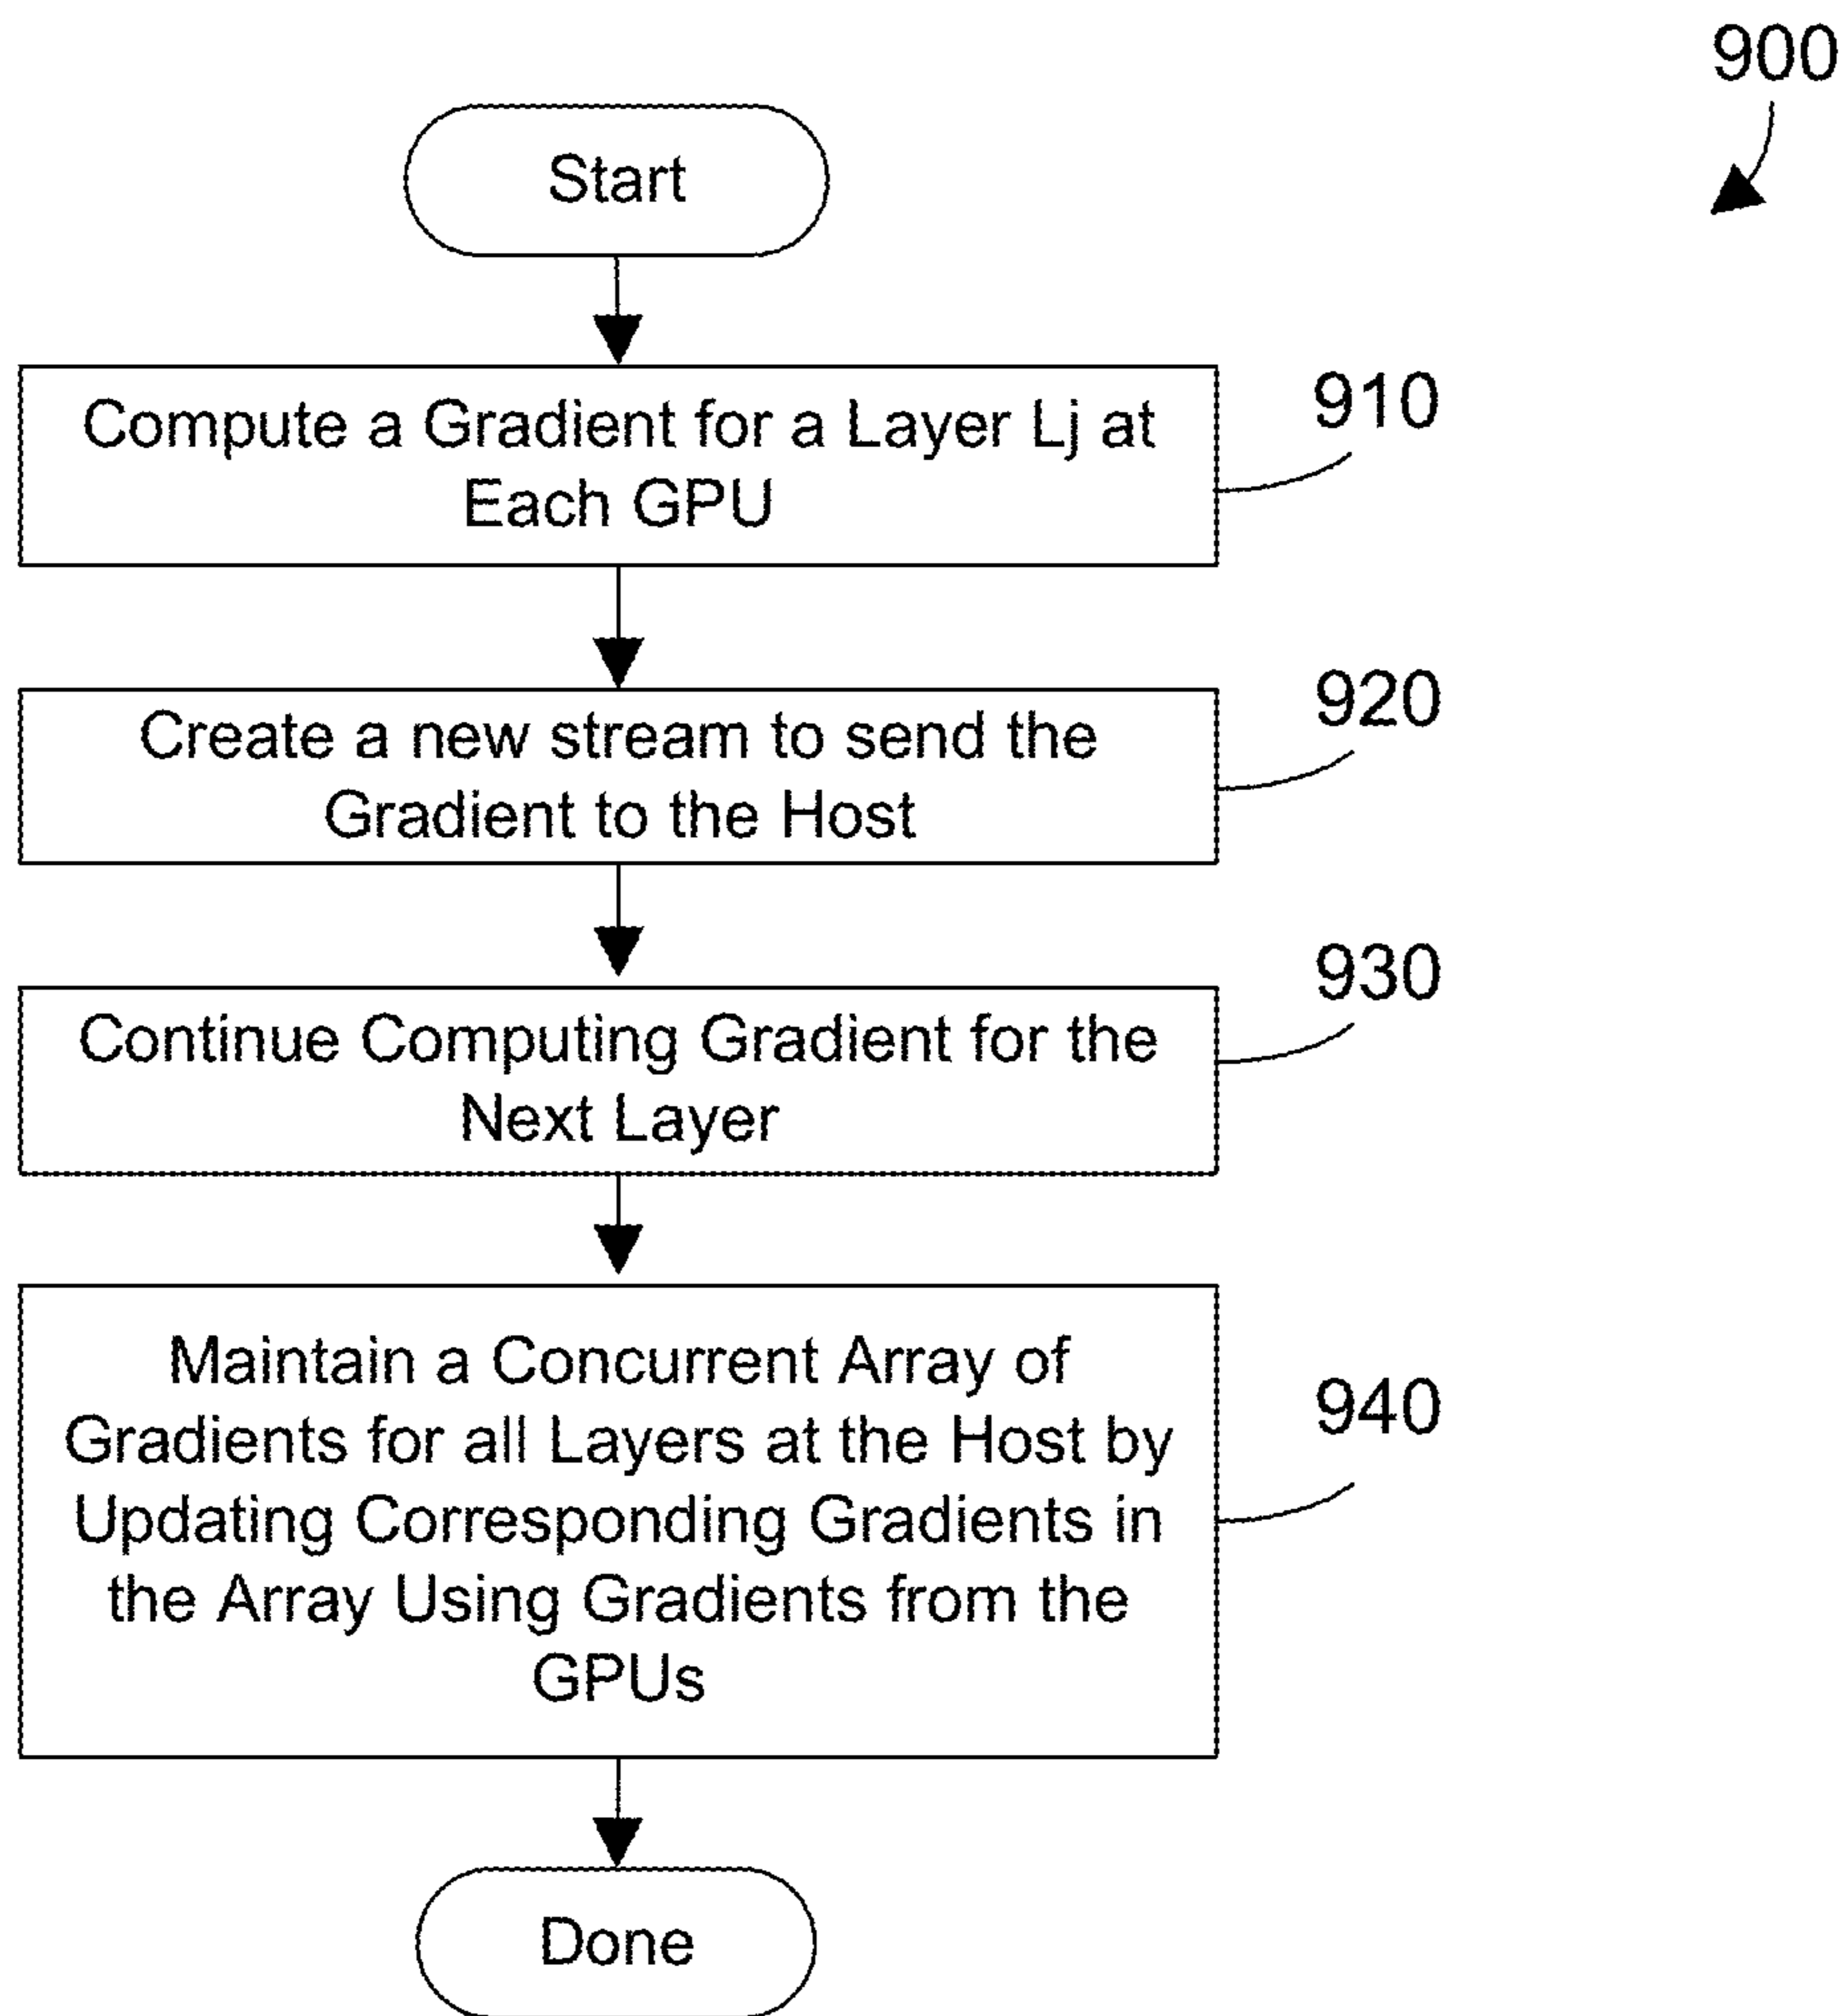 900
Start
Compute a Gradient for a Layer Lj at
Each GPU
910
Create a new stream to send the
Gradient to the Host
920
Continue Computing Gradient for the
Next Layer
930
Maintain a Concurrent Array of
Gradients for all Layers at the Host by
Updating Corresponding Gradients in
the Array Using Gradients from the
GPUs
940
Done